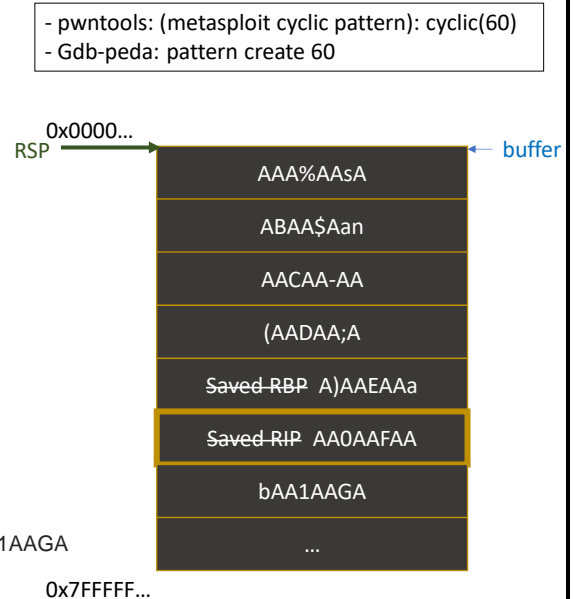 - pwntools: (metasploit cyclic pattern): cyclic(60)
- Gdb-peda: pattern create 60
0x0000...
RSP
buffer
AAA%AAsA
ABAA$Aan
AACAA-AA
(AADAA;A
Saved RBP A)AAEAAa
Saved RIP AA0AAFAA
bAA1AAGA
1AAGA
...
0x7FFFFF...